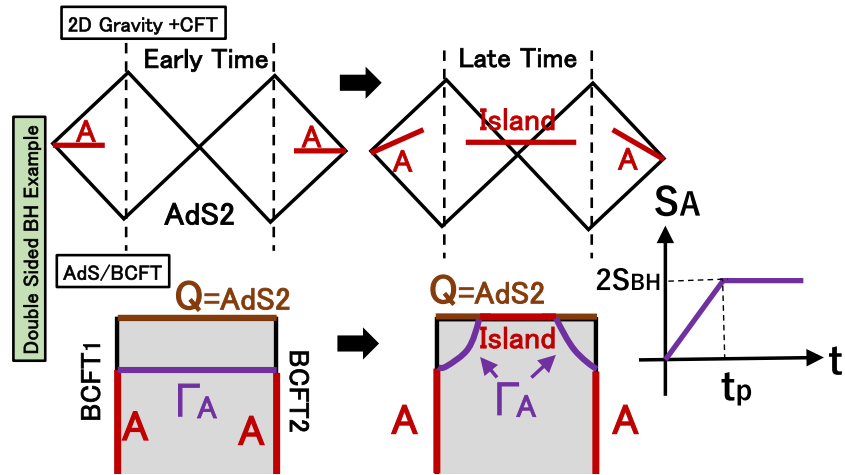 2D Gravity +CFT
Early Time
Late Time
A
A
Island
A
A
AdS2
Double Sided BH Example
AdS/BCFT
Q=AdS2
BCFT1
BCFT2
ΓA
A
A
Q=AdS2
Island
ΓA
A
A
SA
2SBH
tp
t